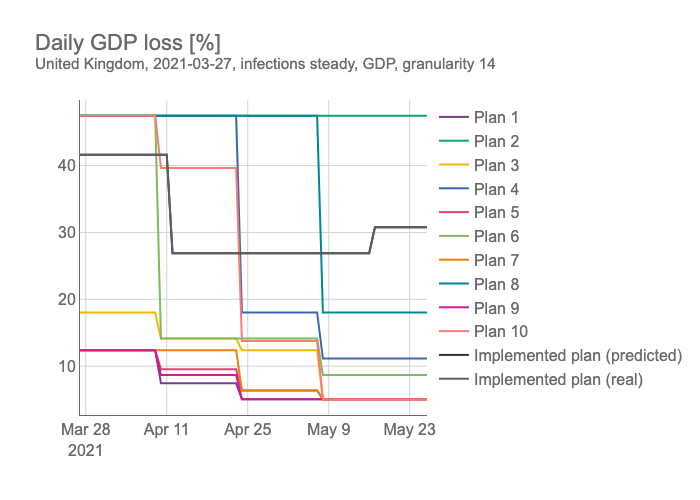 Daily GDP loss [%]
United Kingdom, 2021-03-27, infections steady, GDP, granularity 14
40
30
20
10
Mar 28
2021
Apr 11
Apr 25
May 9
May 23
Plan 1
Plan 2
Plan 3
Plan 4
Plan 5
Plan 6
Plan 7
Plan 8
Plan 9
Plan 10
Implemented plan (predicted)
Implemented plan (real)